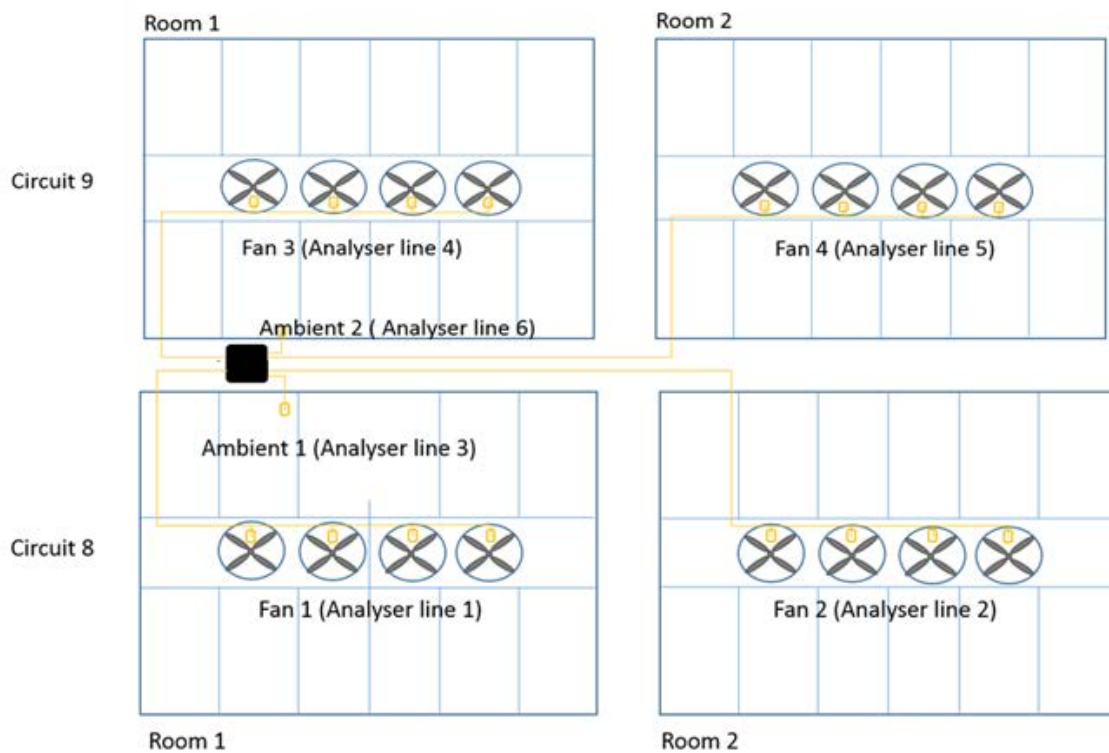 Room 1
Room 2
Circuit 9
Fan 3 (Analyser line 4)
Fan 4 (Analyser line 5)
Ambient 2 ( Analyser line 6)
Ambient 1 (Analyser line 3)
Circuit 8
Fan 1 (Analyser line 1)
Fan 2 (Analyser line 2)
Room 1
Room 2